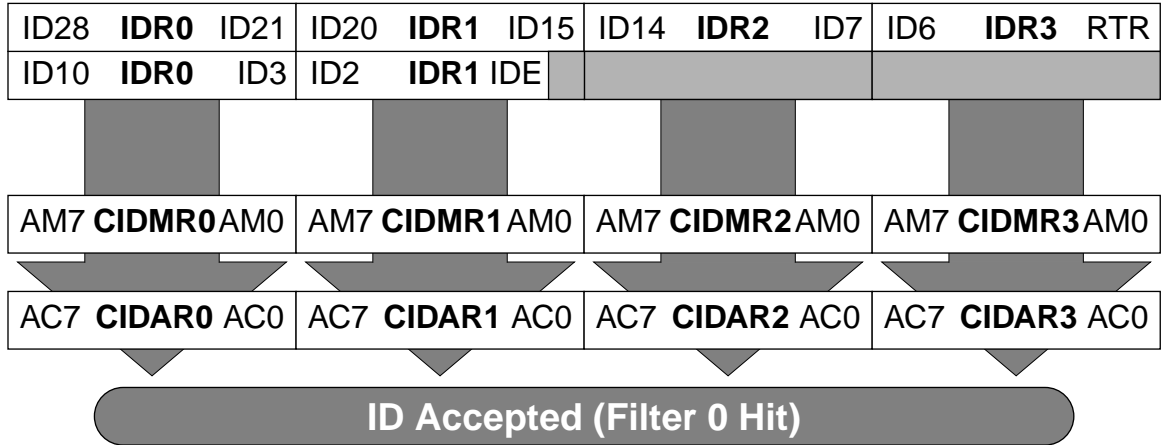 ID28 IDR0 ID21 ID20 IDR1 ID15 ID14 IDR2 ID7 ID6 IDR3 RTR
ID10 IDR0 ID3 ID2 IDR1 IDE
AM7 CIDMR0 AM0 AM7 CIDMR1 AM0 AM7 CIDMR2 AM0 AM7 CIDMR3 AM0
AC7 CIDAR0 AC0 AC7 CIDAR1 AC0 AC7 CIDAR2 AC0 AC7 CIDAR3 AC0
ID Accepted (Filter 0 Hit)